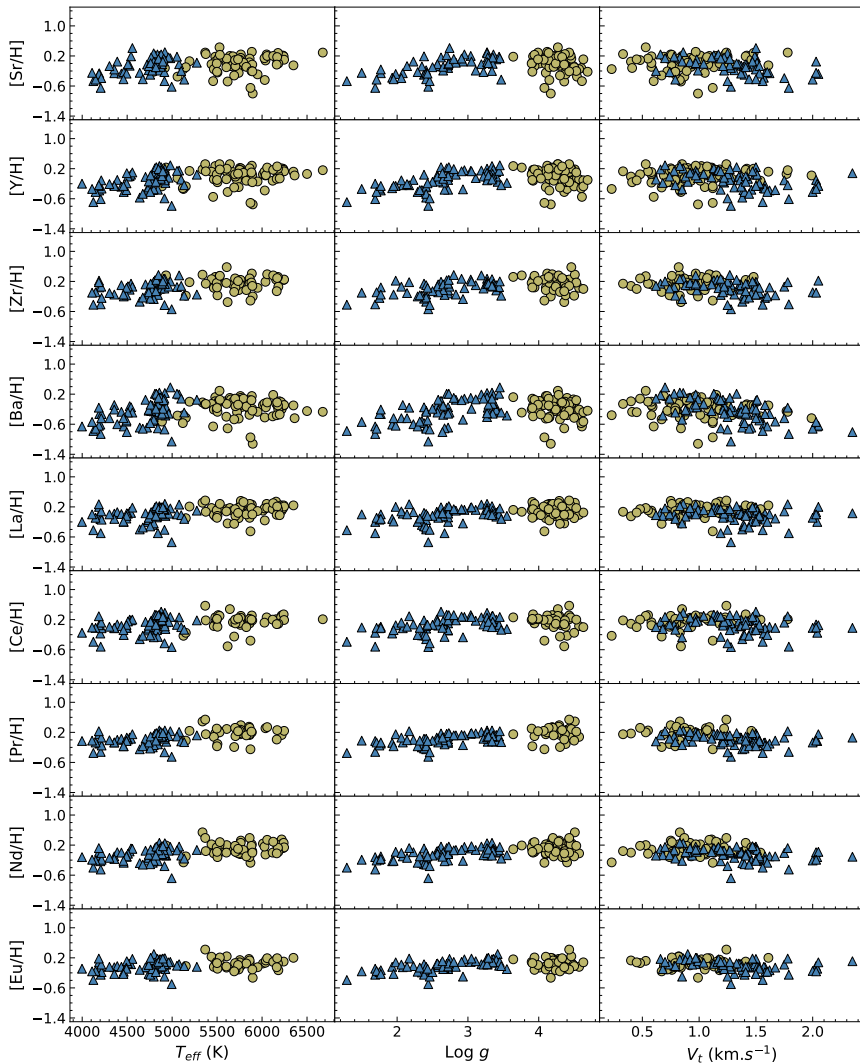 [Sr/H] 1.0 0.2 −0.6 −1.4
[Y/H] 1.0 0.2 −0.6 −1.4
[Zr/H] 1.0 0.2 −0.6 −1.4
[Ba/H] 1.0 0.2 −0.6 −1.4
[La/H] 1.0 0.2 −0.6 −1.4
[Ce/H] 1.0 0.2 −0.6 −1.4
[Pr/H] 1.0 0.2 −0.6 −1.4
[Nd/H] 1.0 0.2 −0.6 −1.4
[Eu/H] 1.0 0.2 −0.6 −1.4
4000 4500 5000 5500 6000 6500 2 3 4 0.5 1.0 1.5 2.0
T_eff (K) Log g V_t (km.s⁻¹)